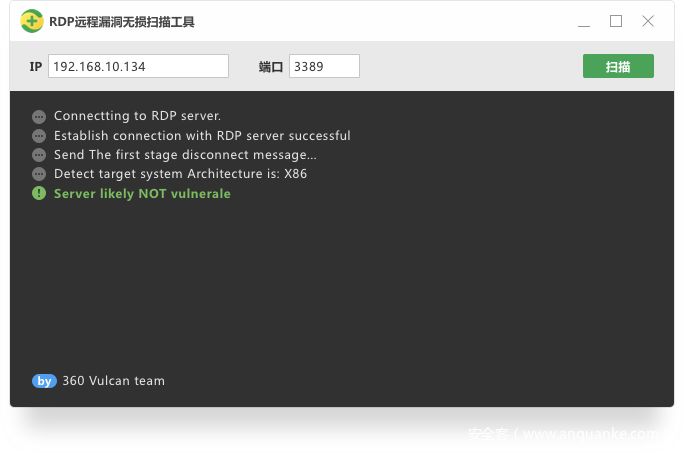 RDP远程漏洞无损扫描工具
IP 192.168.10.134 端口 3389 扫描
Connectting to RDP server.
Establish connection with RDP server successful
Send The first stage disconnect message...
Detect target system Architecture is: X86
Server likely NOT vulnerale
by 360 Vulcan team
安全客 ( www.anquanke.com )